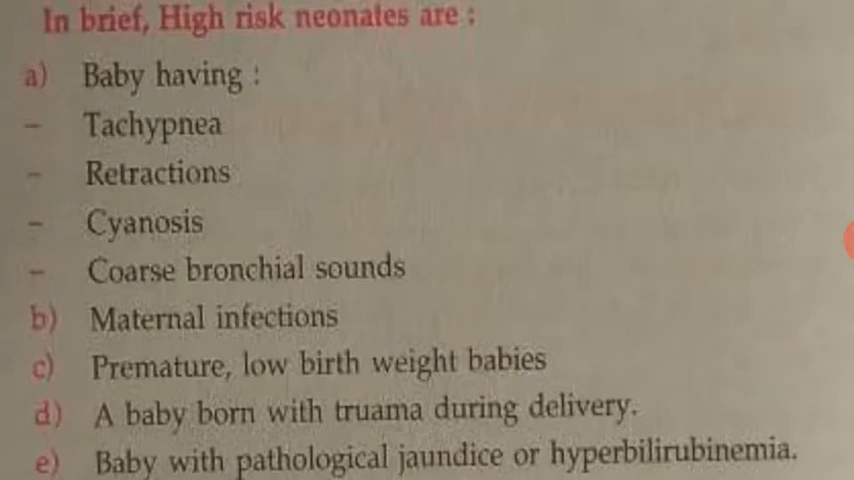 In brief, High risk neonates are :
a) Baby having :
– Tachypnea
– Retractions
– Cyanosis
– Coarse bronchial sounds
b) Maternal infections
c) Premature, low birth weight babies
d) A baby born with truama during delivery.
e) Baby with pathological jaundice or hyperbilirubinemia.